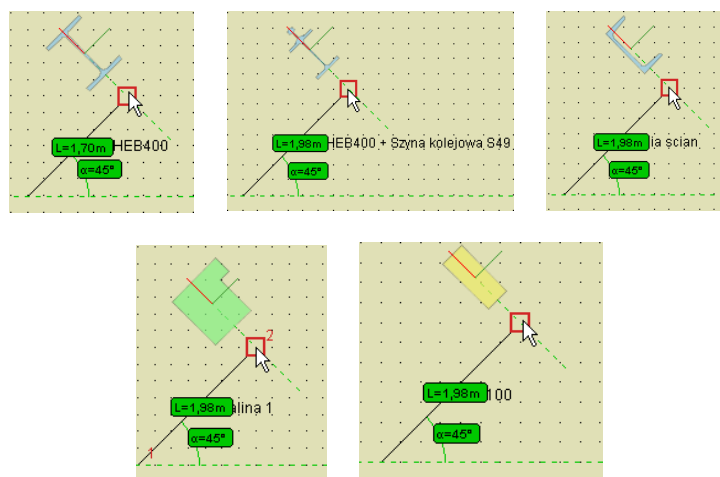 L=1,70m HEB400
α=45°
L=1,98m HEB400 + Szyna kolejowa S49
α=45°
L=1,98m ia ścian
α=45°
2
L=1,98m alina 1
α=45°
1
L=1,98m 100
α=45°